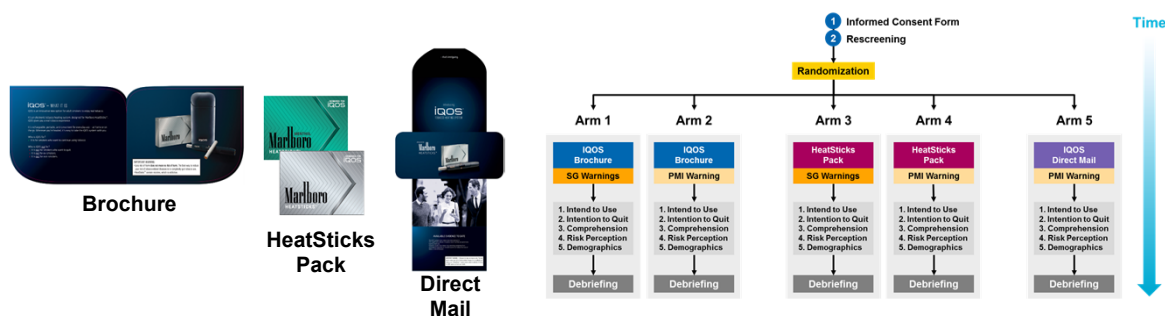 IQOS
Brochure
Marlboro
IQOS
Marlboro
HEATSTICKS
HeatSticks
Pack
IQOS
Direct
Mail
1 Informed Consent Form
2 Rescreening
Randomization
Time
Arm 1
Arm 2
Arm 3
Arm 4
Arm 5
IQOS
Brochure
SG Warnings
IQOS
Brochure
PMI Warning
HeatSticks
Pack
SG Warnings
HeatSticks
Pack
PMI Warning
IQOS
Direct Mail
PMI Warning
1. Intend to Use
2. Intention to Quit
3. Comprehension
4. Risk Perception
5. Demographics
1. Intend to Use
2. Intention to Quit
3. Comprehension
4. Risk Perception
5. Demographics
1. Intend to Use
2. Intention to Quit
3. Comprehension
4. Risk Perception
5. Demographics
1. Intend to Use
2. Intention to Quit
3. Comprehension
4. Risk Perception
5. Demographics
1. Intend to Use
2. Intention to Quit
3. Comprehension
4. Risk Perception
5. Demographics
Debriefing
Debriefing
Debriefing
Debriefing
Debriefing